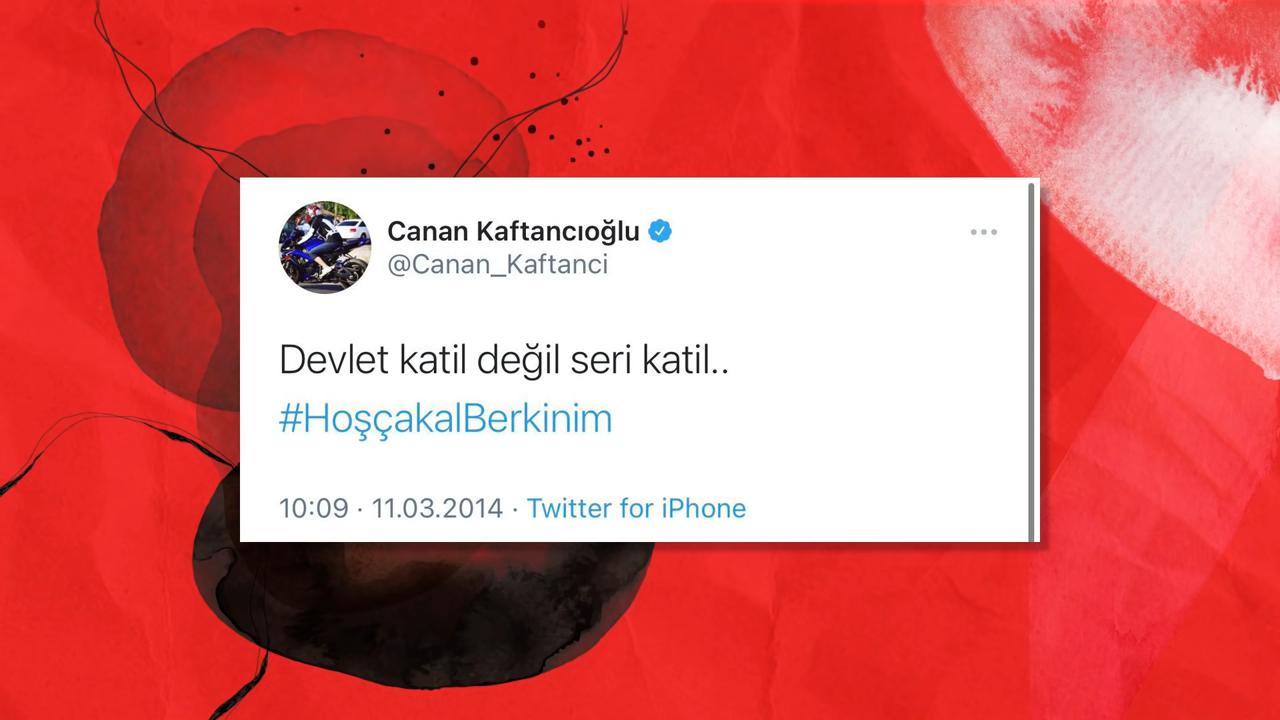 Canan Kaftancıoğlu
@Canan_Kaftanci
Devlet katil değil seri katil..
#HoşçakalBerkinim
10:09 · 11.03.2014 · Twitter for iPhone